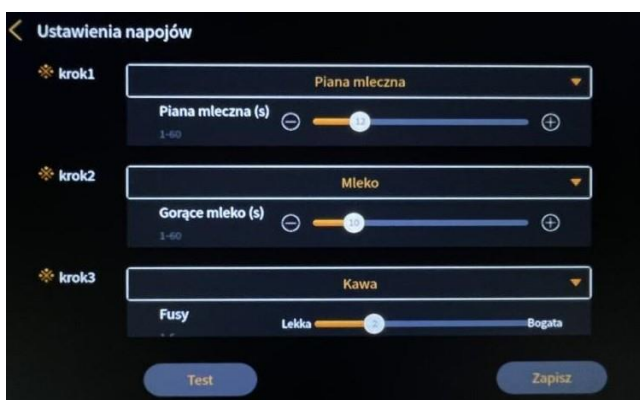 Ustawienia napojów
krok1
Piana mleczna
Piana mleczna (s)
12
1-60
krok2
Mleko
Gorące mleko (s)
10
1-60
krok3
Kawa
Fusy
Lekka
2
Bogata
Test
Zapisz